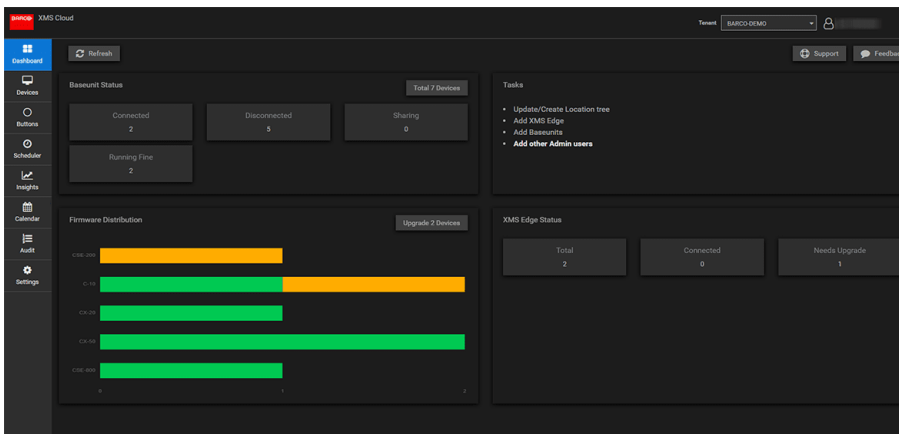 BARCO XMS Cloud
Tenant BARCO-DEMO
Dashboard
Devices
Buttons
Scheduler
Insights
Calendar
Audit
Settings
Refresh
Support
Feedba
Baseunit Status
Total 7 Devices
Connected
2
Disconnected
5
Sharing
0
Running Fine
2
Tasks
Update/Create Location tree
Add XMS Edge
Add Baseunits
Add other Admin users
Firmware Distribution
Upgrade 2 Devices
CSE-200
C-10
CX-20
CX-50
CSE-800
0 1 2
XMS Edge Status
Total
2
Connected
0
Needs Upgrade
1